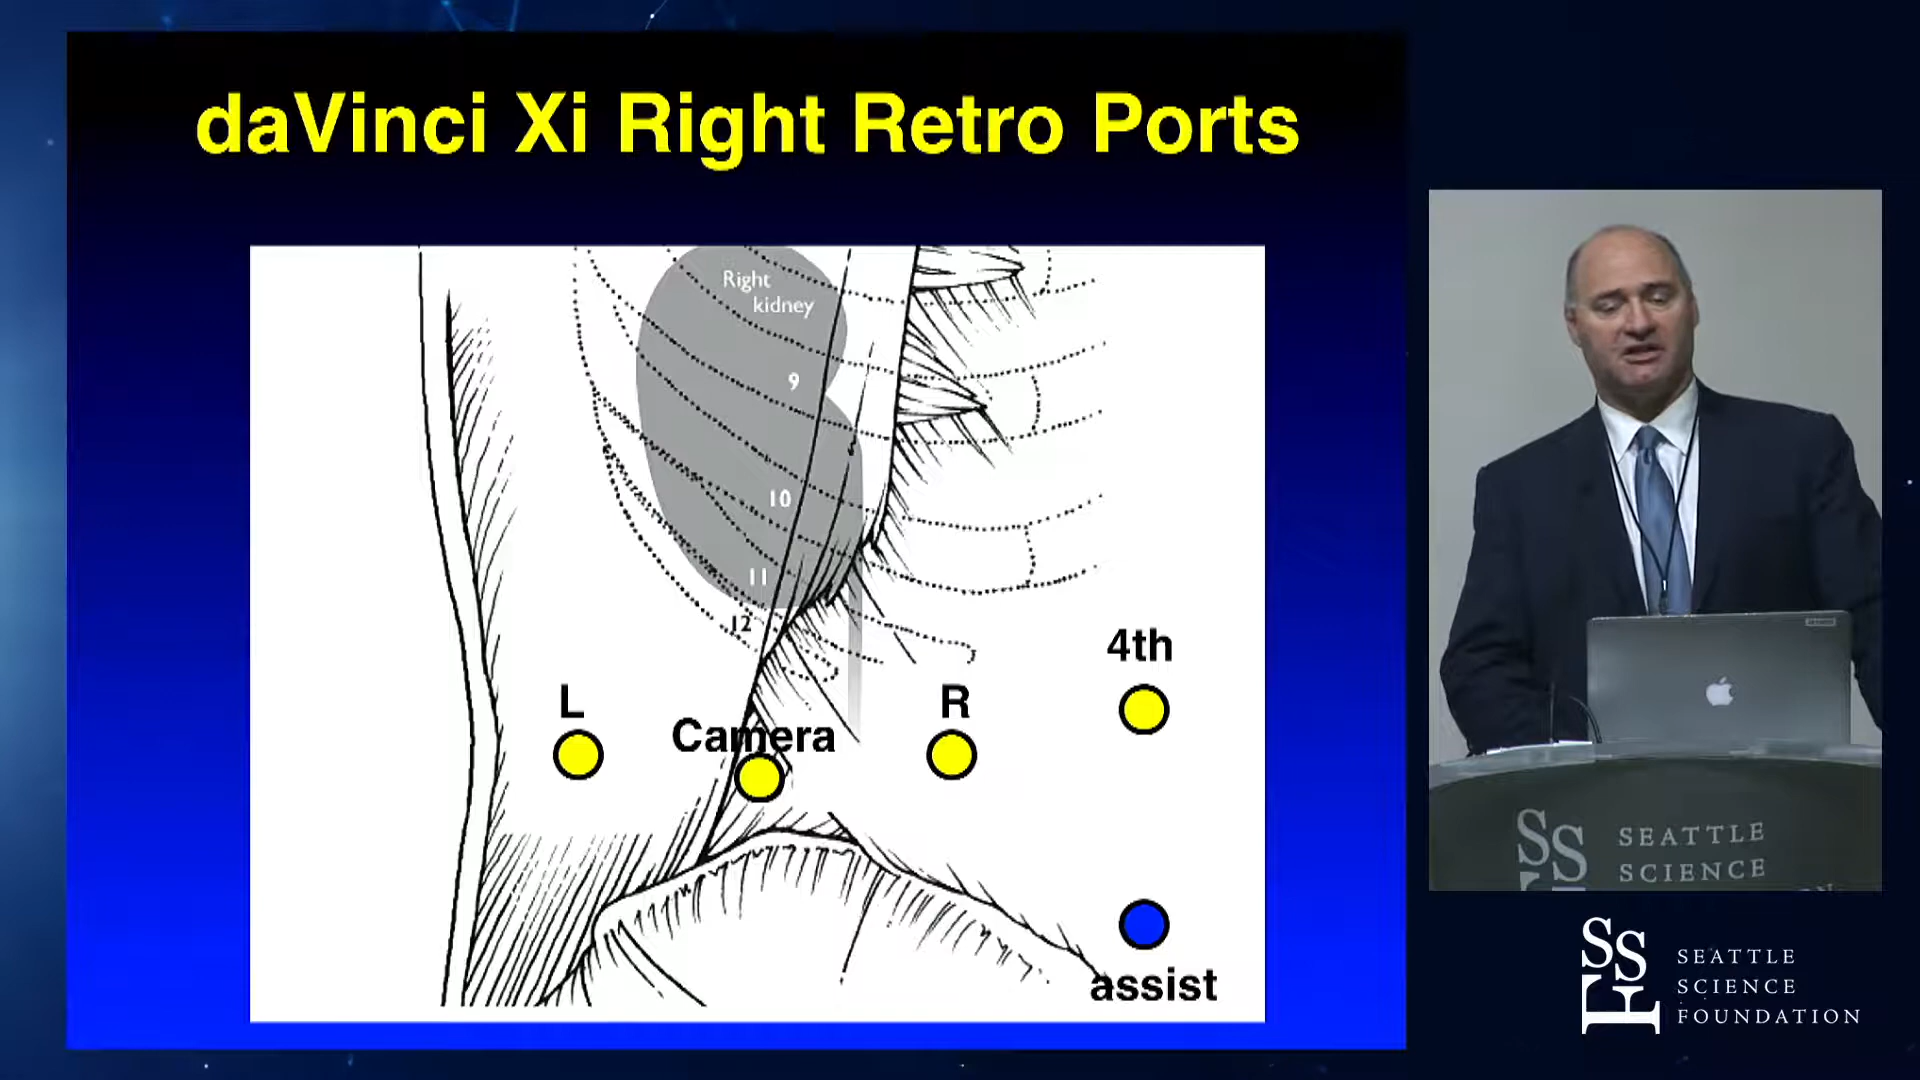 daVinci Xi Right Retro Ports
Right
kidney
9
10
11
12
4th
L
R
Camera
assist
SEATTLE
SCIENCE
SEATTLE
SCIENCE
FOUNDATION